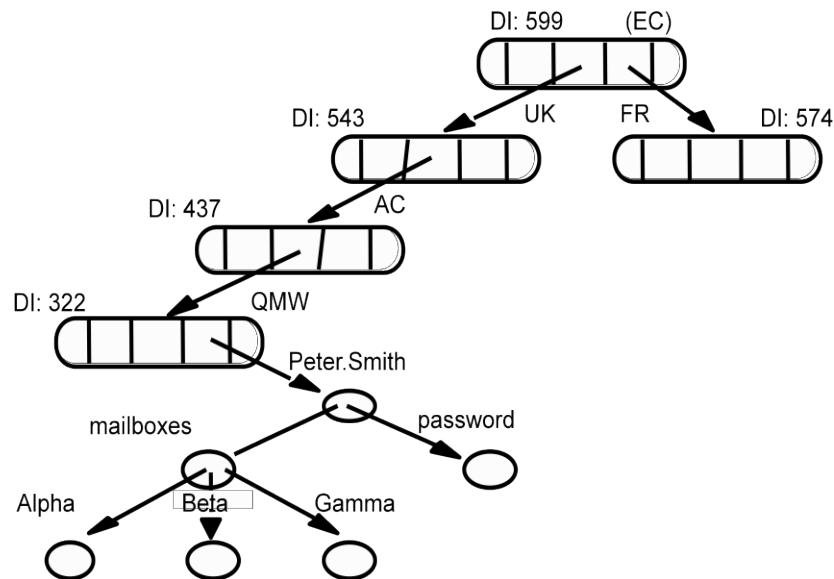 DI: 599 (EC)
DI: 543 UK FR DI: 574
DI: 437 AC
DI: 322 QMW
Peter.Smith
mailboxes password
Alpha Beta Gamma